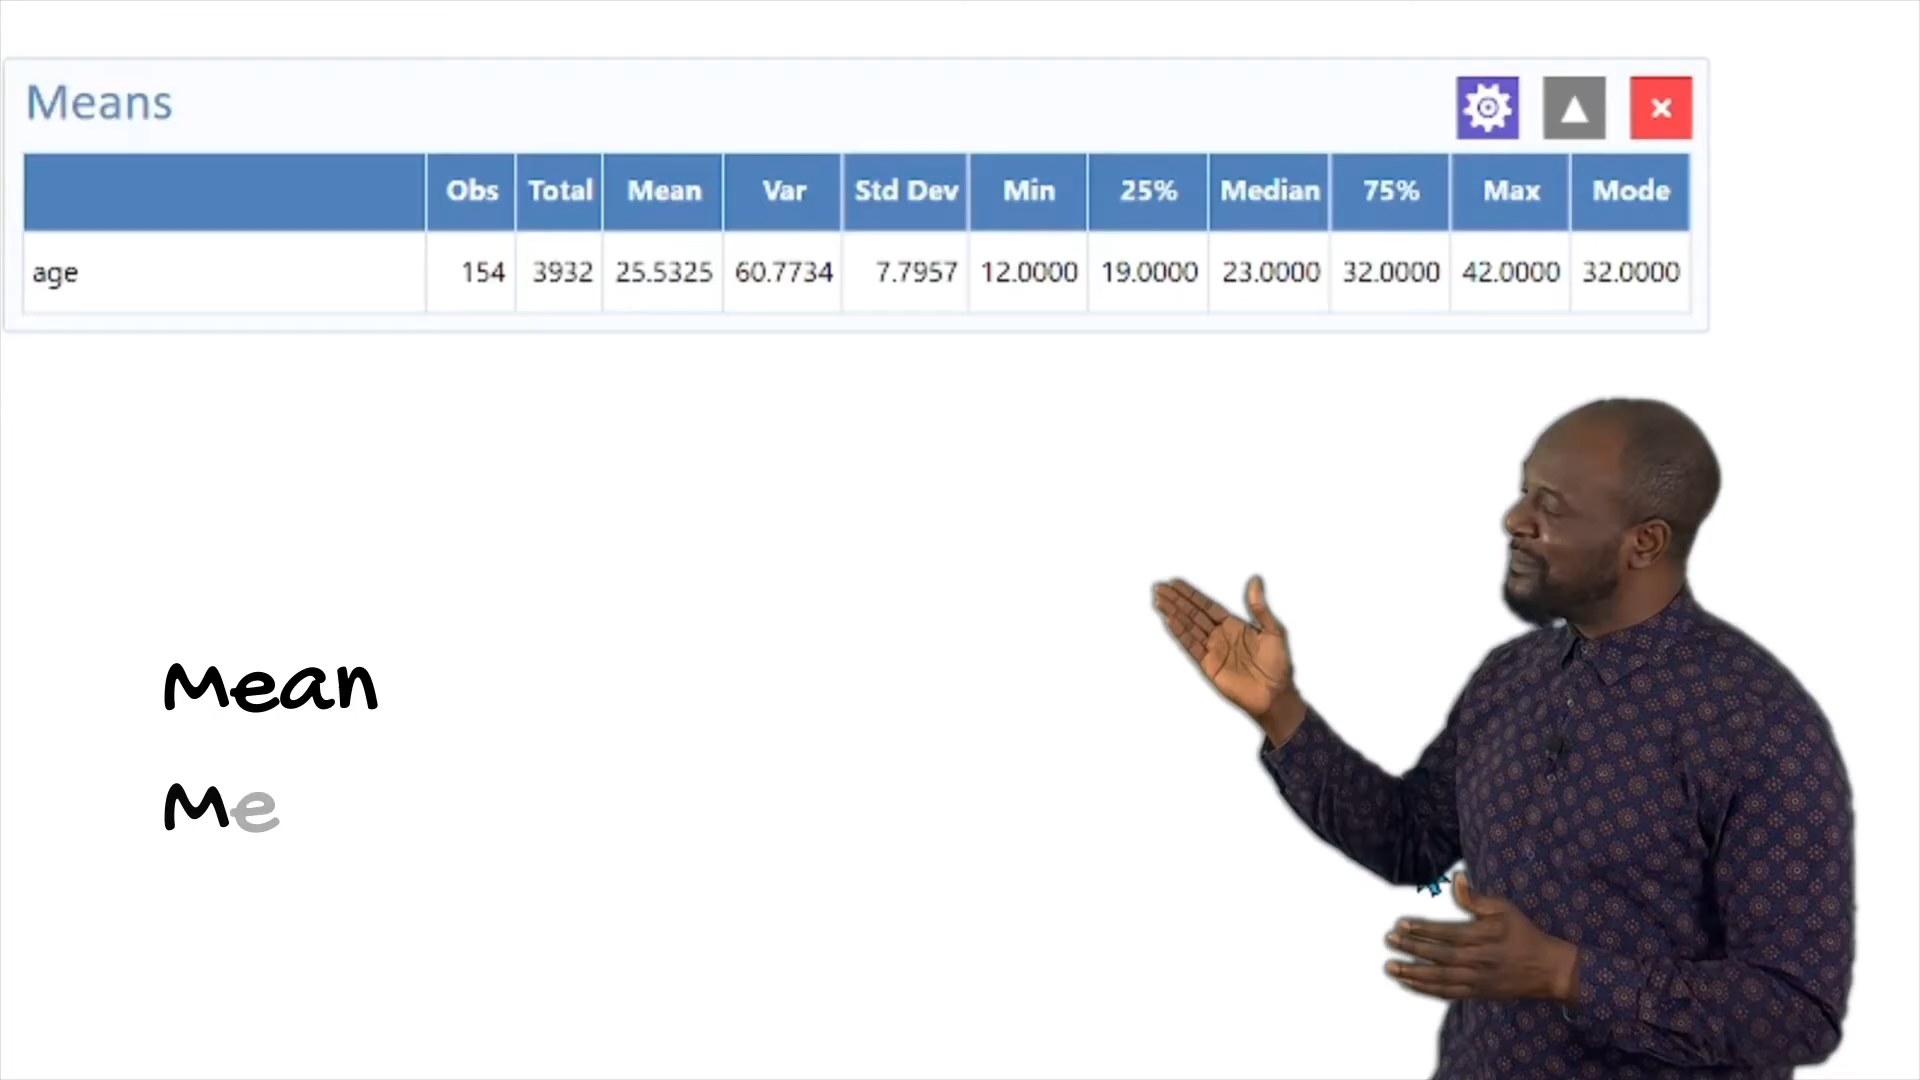 Means
Obs Total Mean Var Std Dev Min 25% Median 75% Max Mode
age 154 3932 25.5325 60.7734 7.7957 12.0000 19.0000 23.0000 32.0000 42.0000 32.0000
Mean
Me